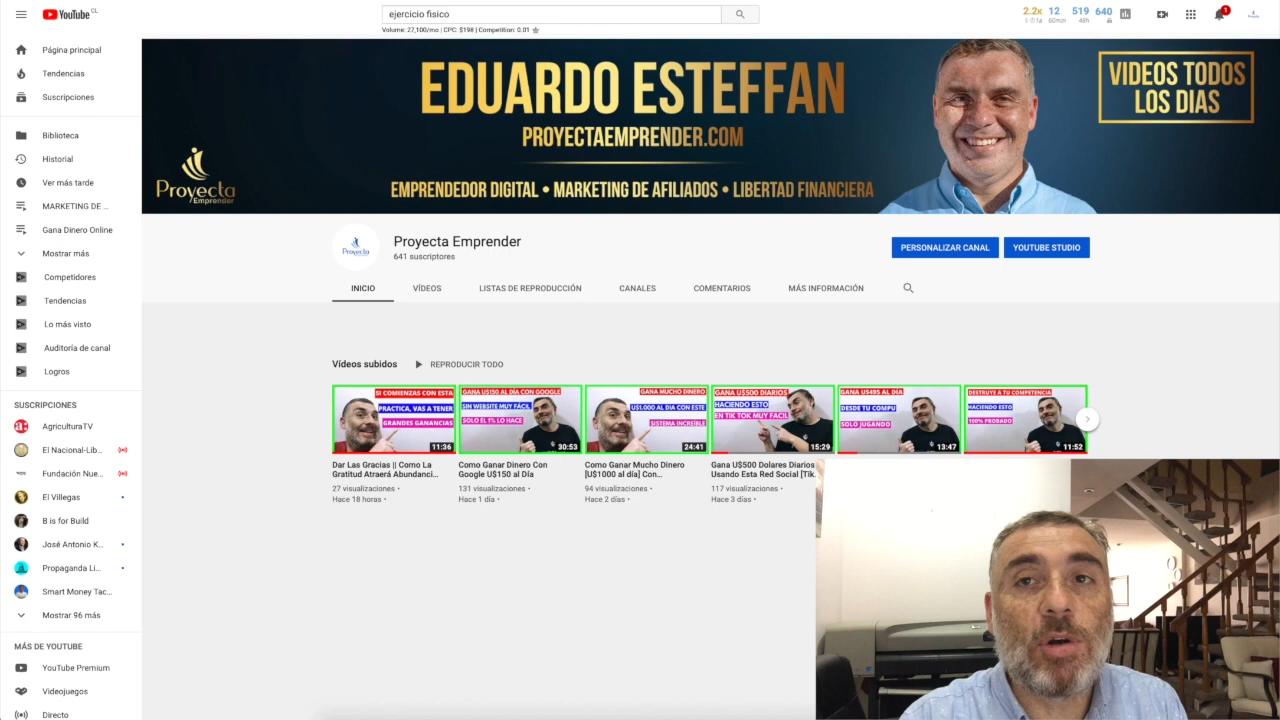 YouTube CL
ejercicio fisico
Volume: 27,100/mo | CPC: $198 | Competition: 0.01
2.2x 12 519 640
60min 48h
1
Página principal
Tendencias
Suscripciones
Biblioteca
Historial
Ver más tarde
MARKETING DE ...
Gana Dinero Online
Mostrar más
Competidores
Tendencias
Lo más visto
Auditoría de canal
Logros
SUSCRIPCIONES
AgriculturaTV
El Nacional-Lib...
Fundación Nue...
El Villegas
B is for Build
José Antonio K...
Propaganda Li...
Smart Money Tac...
Mostrar 96 más
MÁS DE YOUTUBE
YouTube Premium
Videojuegos
Directo
EDUARDO ESTEFFAN
PROYECTAEMPRENDER.COM
EMPRENDEDOR DIGITAL • MARKETING DE AFILIADOS • LIBERTAD FINANCIERA
VIDEOS TODOS
LOS DIAS
Proyecta
Emprender
Proyecta
Proyecta Emprender
641 suscriptores
PERSONALIZAR CANAL
YOUTUBE STUDIO
INICIO VÍDEOS LISTAS DE REPRODUCCIÓN CANALES COMENTARIOS MÁS INFORMACIÓN
Vídeos subidos REPRODUCIR TODO
SI COMIENZAS CON ESTA
PRACTICA, VAS A TENER
GRANDES GANANCIAS
11:36
Dar Las Gracias || Como La
Gratitud Atraerá Abundanci...
27 visualizaciones •
Hace 18 horas •
GANA U$150 AL DÍA CON GOOGLE
SIN WEBSITE MUY FÁCIL
SOLO EL 1% LO HACE
30:53
Como Ganar Dinero Con
Google U$150 al Día
131 visualizaciones •
Hace 1 día •
GANA MUCHO DINERO
U$1.000 AL DÍA CON ESTE
SISTEMA INCREÍBLE
24:41
Como Ganar Mucho Dinero
[U$1000 al día] Con...
94 visualizaciones •
Hace 2 días •
GANA U$500 DIARIOS
HACIENDO ESTO
EN TIK TOK MUY FACIL
15:29
Gana U$500 Dolares Diarios
Usando Esta Red Social [Tik
117 visualizaciones •
Hace 3 días •
GANA U$495 AL DIA
DESDE TU COMPU
SOLO JUGANDO
13:47
DESTRUYE A TU COMPETENCIA
HACIENDO ESTO
100% PROBADO
11:52